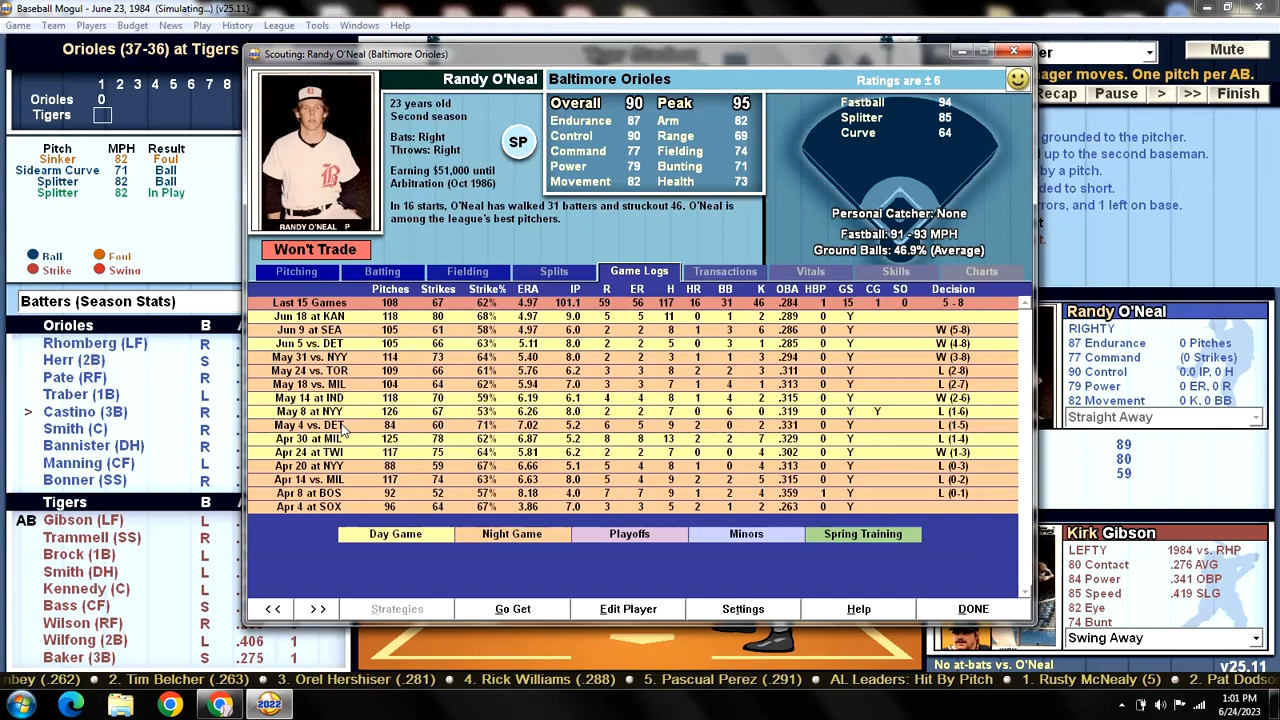 Baseball Mogul - June 23, 1984 (Simulating...) (v25.11)
Game Team Players Budget News Play History League Tools Windows Help
Orioles (37-36) at Tigers
1 2 3 4 5 6 7 8
Orioles 0
Tigers
Pitch MPH Result
Sinker 82 Foul
Sidearm Curve 71 Ball
Splitter 82 Ball
Splitter 82 In Play
Ball Foul
Strike Swing
Batters (Season Stats)
Orioles B
Rhomberg (LF) R
Herr (2B) S
Pate (RF) R
Traber (1B) L
> Castino (3B) R
Smith (C) R
Bannister (DH) R
Manning (CF) L
Bonner (SS) R
Tigers B
AB Gibson (LF) L
Trammell (SS) R
Brock (1B) L
Smith (DH) L
Kennedy (C) R
Bass (CF) S
Wilson (RF) R
Wilfong (2B) L .406 1
Baker (3B) S .275 1
Scouting: Randy O'Neal (Baltimore Orioles)
RANDY O'NEAL P
Won't Trade
Randy O'Neal
23 years old
Second season
Bats: Right
Throws: Right
Earning $51,000 until
Arbitration (Oct 1986)
SP
In 16 starts, O'Neal has walked 31 batters and struckout 46. O'Neal is
among the league's best pitchers.
Baltimore Orioles
Overall 90 Peak 95
Endurance 87 Arm 82
Control 90 Range 69
Command 77 Fielding 74
Power 79 Bunting 71
Movement 82 Health 73
Ratings are ± 6
Fastball 94
Splitter 85
Curve 64
Personal Catcher: None
Fastball: 91 - 93 MPH
Ground Balls: 46.9% (Average)
Pitching Batting Fielding Splits Game Logs Transactions Vitals Skills Charts
Pitches Strikes Strike% ERA IP R ER H HR BB K OBA HBP GS CG SO Decision
Last 15 Games 108 67 62% 4.97 101.1 59 56 117 16 31 46 .284 1 15 1 0 5 - 8
Jun 18 at KAN 118 80 68% 4.97 6.0 5 5 11 0 1 2 .289 0 Y
Jun 9 at SEA 105 61 58% 4.97 6.0 2 2 8 1 3 6 .286 0 Y W (5-8)
Jun 5 vs. DET 105 66 63% 5.11 8.0 2 2 5 0 3 1 .285 0 Y W (4-8)
May 31 vs. NYY 114 73 64% 5.40 8.0 2 2 3 1 1 3 .294 0 Y W (3-8)
May 24 vs. TOR 109 66 61% 5.76 6.2 3 3 8 2 2 3 .311 0 Y L (2-8)
May 18 vs. MIL 104 64 62% 5.94 7.0 3 3 8 1 4 1 .313 0 Y L (2-7)
May 14 at IND 118 70 59% 6.19 6.1 4 4 8 1 4 2 .315 0 Y W (2-6)
May 8 at NYY 126 67 53% 6.26 8.0 2 2 7 0 6 0 .319 0 Y Y L (1-6)
May 4 vs. DET 84 60 71% 7.02 5.2 6 5 9 2 0 2 .331 0 Y L (1-5)
Apr 30 at MIL 125 78 62% 6.87 5.2 8 8 13 2 2 7 .329 0 Y L (1-4)
Apr 24 at TWI 117 75 64% 5.81 6.2 2 2 7 0 0 4 .302 0 Y W (1-3)
Apr 20 at NYY 88 59 67% 6.66 5.1 5 4 8 1 0 4 .313 0 Y L (0-3)
Apr 14 vs. MIL 117 74 63% 6.63 8.0 5 4 9 2 2 5 .315 0 Y L (0-2)
Apr 8 at BOS 92 52 57% 8.18 4.0 7 7 9 1 2 4 .359 1 Y L (0-1)
Apr 4 at SOX 96 64 67% 3.86 7.0 3 3 5 2 1 2 .263 0 Y
Day Game Night Game Playoffs Minors Spring Training
<< >> Strategies Go Get Edit Player Settings Help DONE
Mute
ager moves. One pitch per AB.
Recap Pause > >> Finish
grounded to the pitcher.
up to the second baseman.
by a pitch.
ded to short.
rors, and 1 left on base.
Randy O'Neal
RIGHTY
87 Endurance 0 Pitches
77 Command (0 Strikes)
90 Control 0.0 IP, 0 H
79 Power 0 ER, 0 R
82 Movement 0 K, 0 BB
Straight Away
89
80
59
Kirk Gibson
LEFTY 1984 vs. RHP
80 Contact .276 AVG
84 Power .341 OBP
85 Speed .419 SLG
82 Eye
74 Bunt
Swing Away
No at-bats vs. O'Neal v25.11
nbey (.262) • 2. Tim Belcher (.263) • 3. Orel Hershiser (.281) • 4. Rick Williams (.288) • 5. Pascual Perez (.291) • AL Leaders: Hit By Pitch • 1. Rusty McNealy (5) • 2. Pat Dodso
2022
1:01 PM
6/24/2023